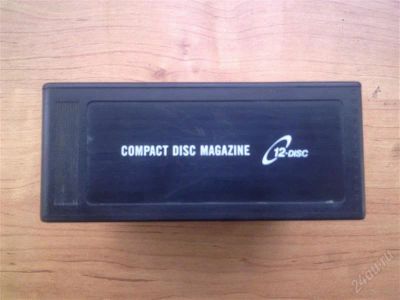 COMPACT DISC MAGAZINE 12-DISC